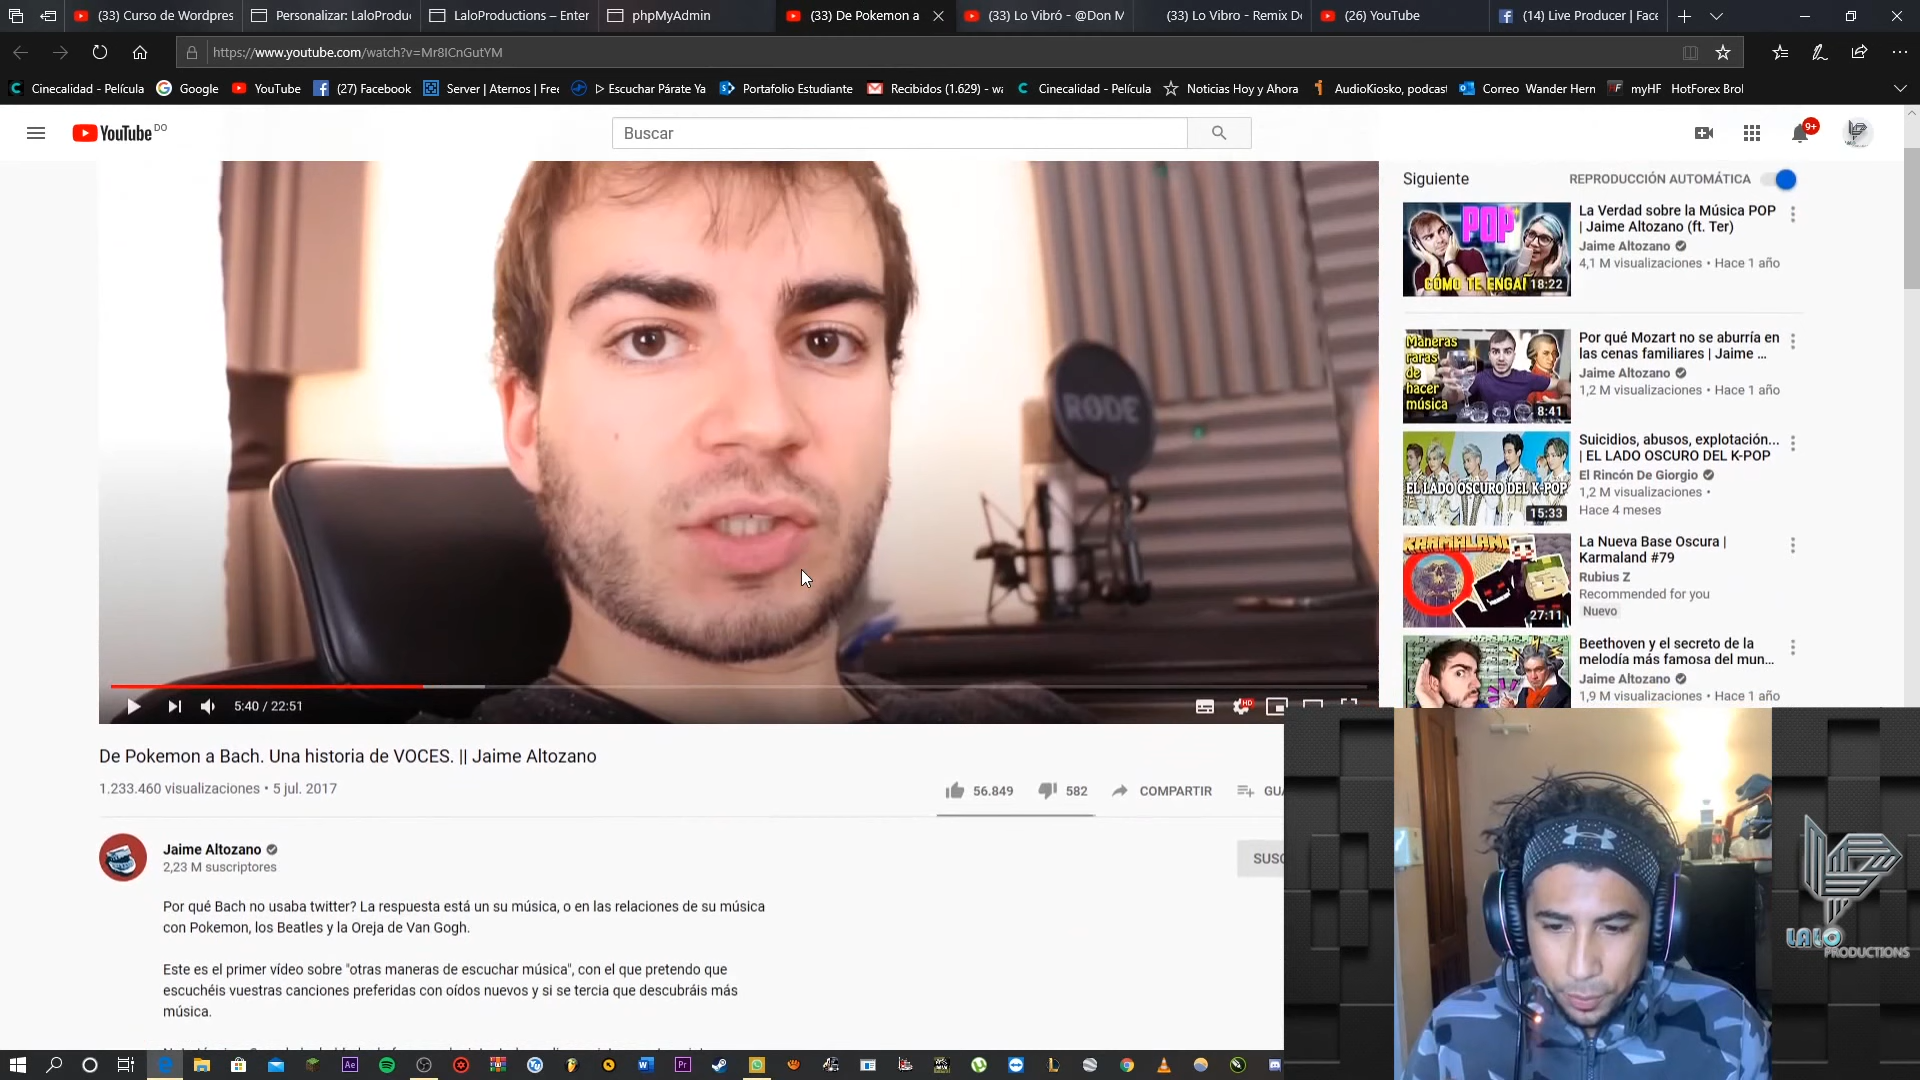 (33) Curso de Wordpres
Personalizar: LaloProdu
LaloProductions – Enter
phpMyAdmin
(33) De Pokemon a
(33) Lo Vibró - @Don M
(33) Lo Vibro - Remix D
(26) YouTube
(14) Live Producer | Face
https://www.youtube.com/watch?v=Mr8ICnGutYM
Cinecalidad - Película
Google
YouTube
(27) Facebook
Server | Aternos | Free
▷ Escuchar Párate Ya
Portafolio Estudiante
Recibidos (1.629) - wa
Cinecalidad - Película
Noticias Hoy y Ahora
AudioKiosko, podcast
Correo Wander Hern
myHF HotForex Brol
YouTube DO
Buscar
9+
RODE
5:40 / 22:51
HD
De Pokemon a Bach. Una historia de VOCES. || Jaime Altozano
1.233.460 visualizaciones • 5 jul. 2017
56.849
582
COMPARTIR
GUA
Jaime Altozano
2,23 M suscriptores
SUSC
Por qué Bach no usaba twitter? La respuesta está un su música, o en las relaciones de su música
con Pokemon, los Beatles y la Oreja de Van Gogh.
Este es el primer vídeo sobre "otras maneras de escuchar música", con el que pretendo que
escuchéis vuestras canciones preferidas con oídos nuevos y si se tercia que descubráis más
música.
Siguiente
REPRODUCCIÓN AUTOMÁTICA
POP
CÓMO TE ENGAÑ
18:22
La Verdad sobre la Música POP
| Jaime Altozano (ft. Ter)
Jaime Altozano
4,1 M visualizaciones • Hace 1 año
Maneras
raras
de
hacer
música
8:41
Por qué Mozart no se aburría en
las cenas familiares | Jaime ...
Jaime Altozano
1,2 M visualizaciones • Hace 1 año
EL LADO OSCURO DEL K-POP
15:33
Suicidios, abusos, explotación...
| EL LADO OSCURO DEL K-POP
El Rincón De Giorgio
1,2 M visualizaciones •
Hace 4 meses
KARMALAND
27:11
La Nueva Base Oscura |
Karmaland #79
Rubius Z
Recommended for you
Nuevo
Beethoven y el secreto de la
melodía más famosa del mun...
Jaime Altozano
1,9 M visualizaciones • Hace 1 año
LALO
PRODUCTIONS
Ae
W
Pr